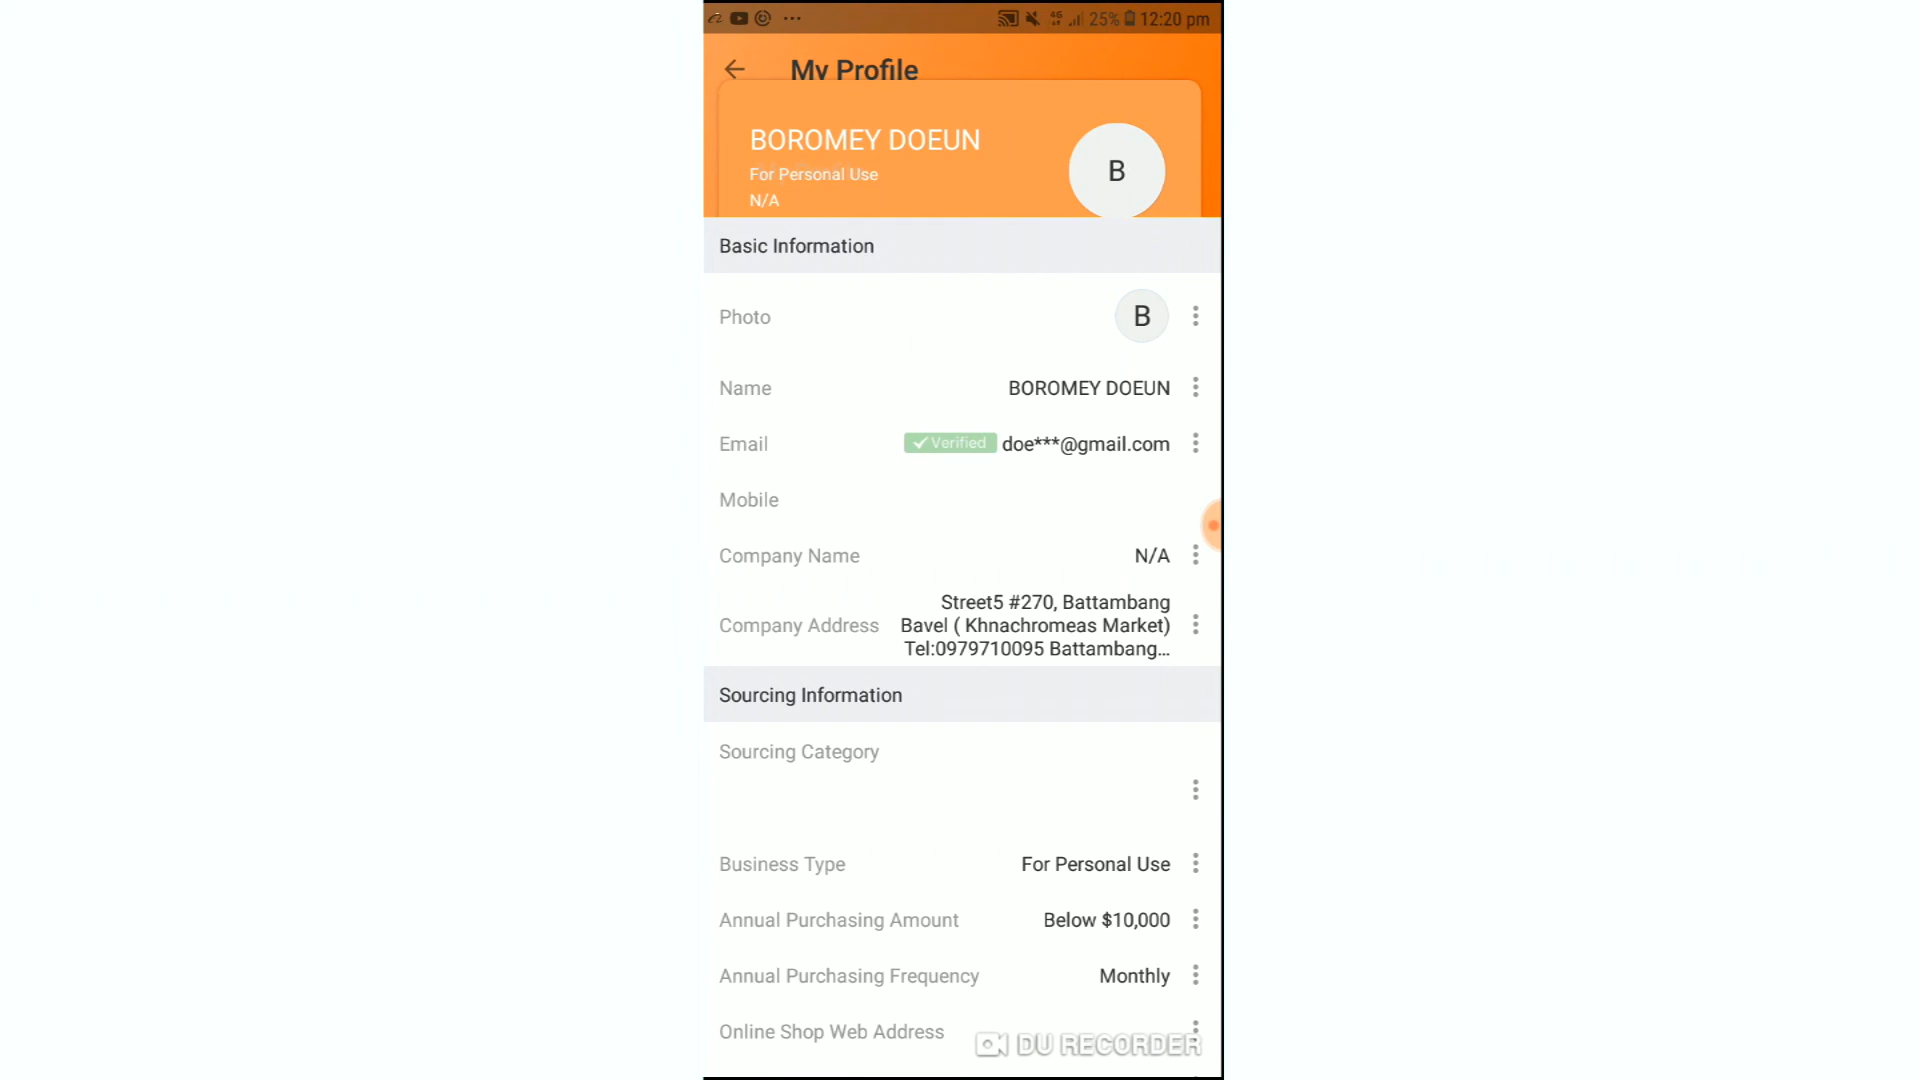 25% 12:20 pm
My Profile
BOROMEY DOEUN
For Personal Use
N/A
B
Basic Information
Photo B
Name BOROMEY DOEUN
Email Verified doe***@gmail.com
Mobile
Company Name N/A
Street5 #270, Battambang
Company Address Bavel ( Khnachromeas Market)
Tel:0979710095 Battambang...
Sourcing Information
Sourcing Category
Business Type For Personal Use
Annual Purchasing Amount Below $10,000
Annual Purchasing Frequency Monthly
Online Shop Web Address
DU RECORDER